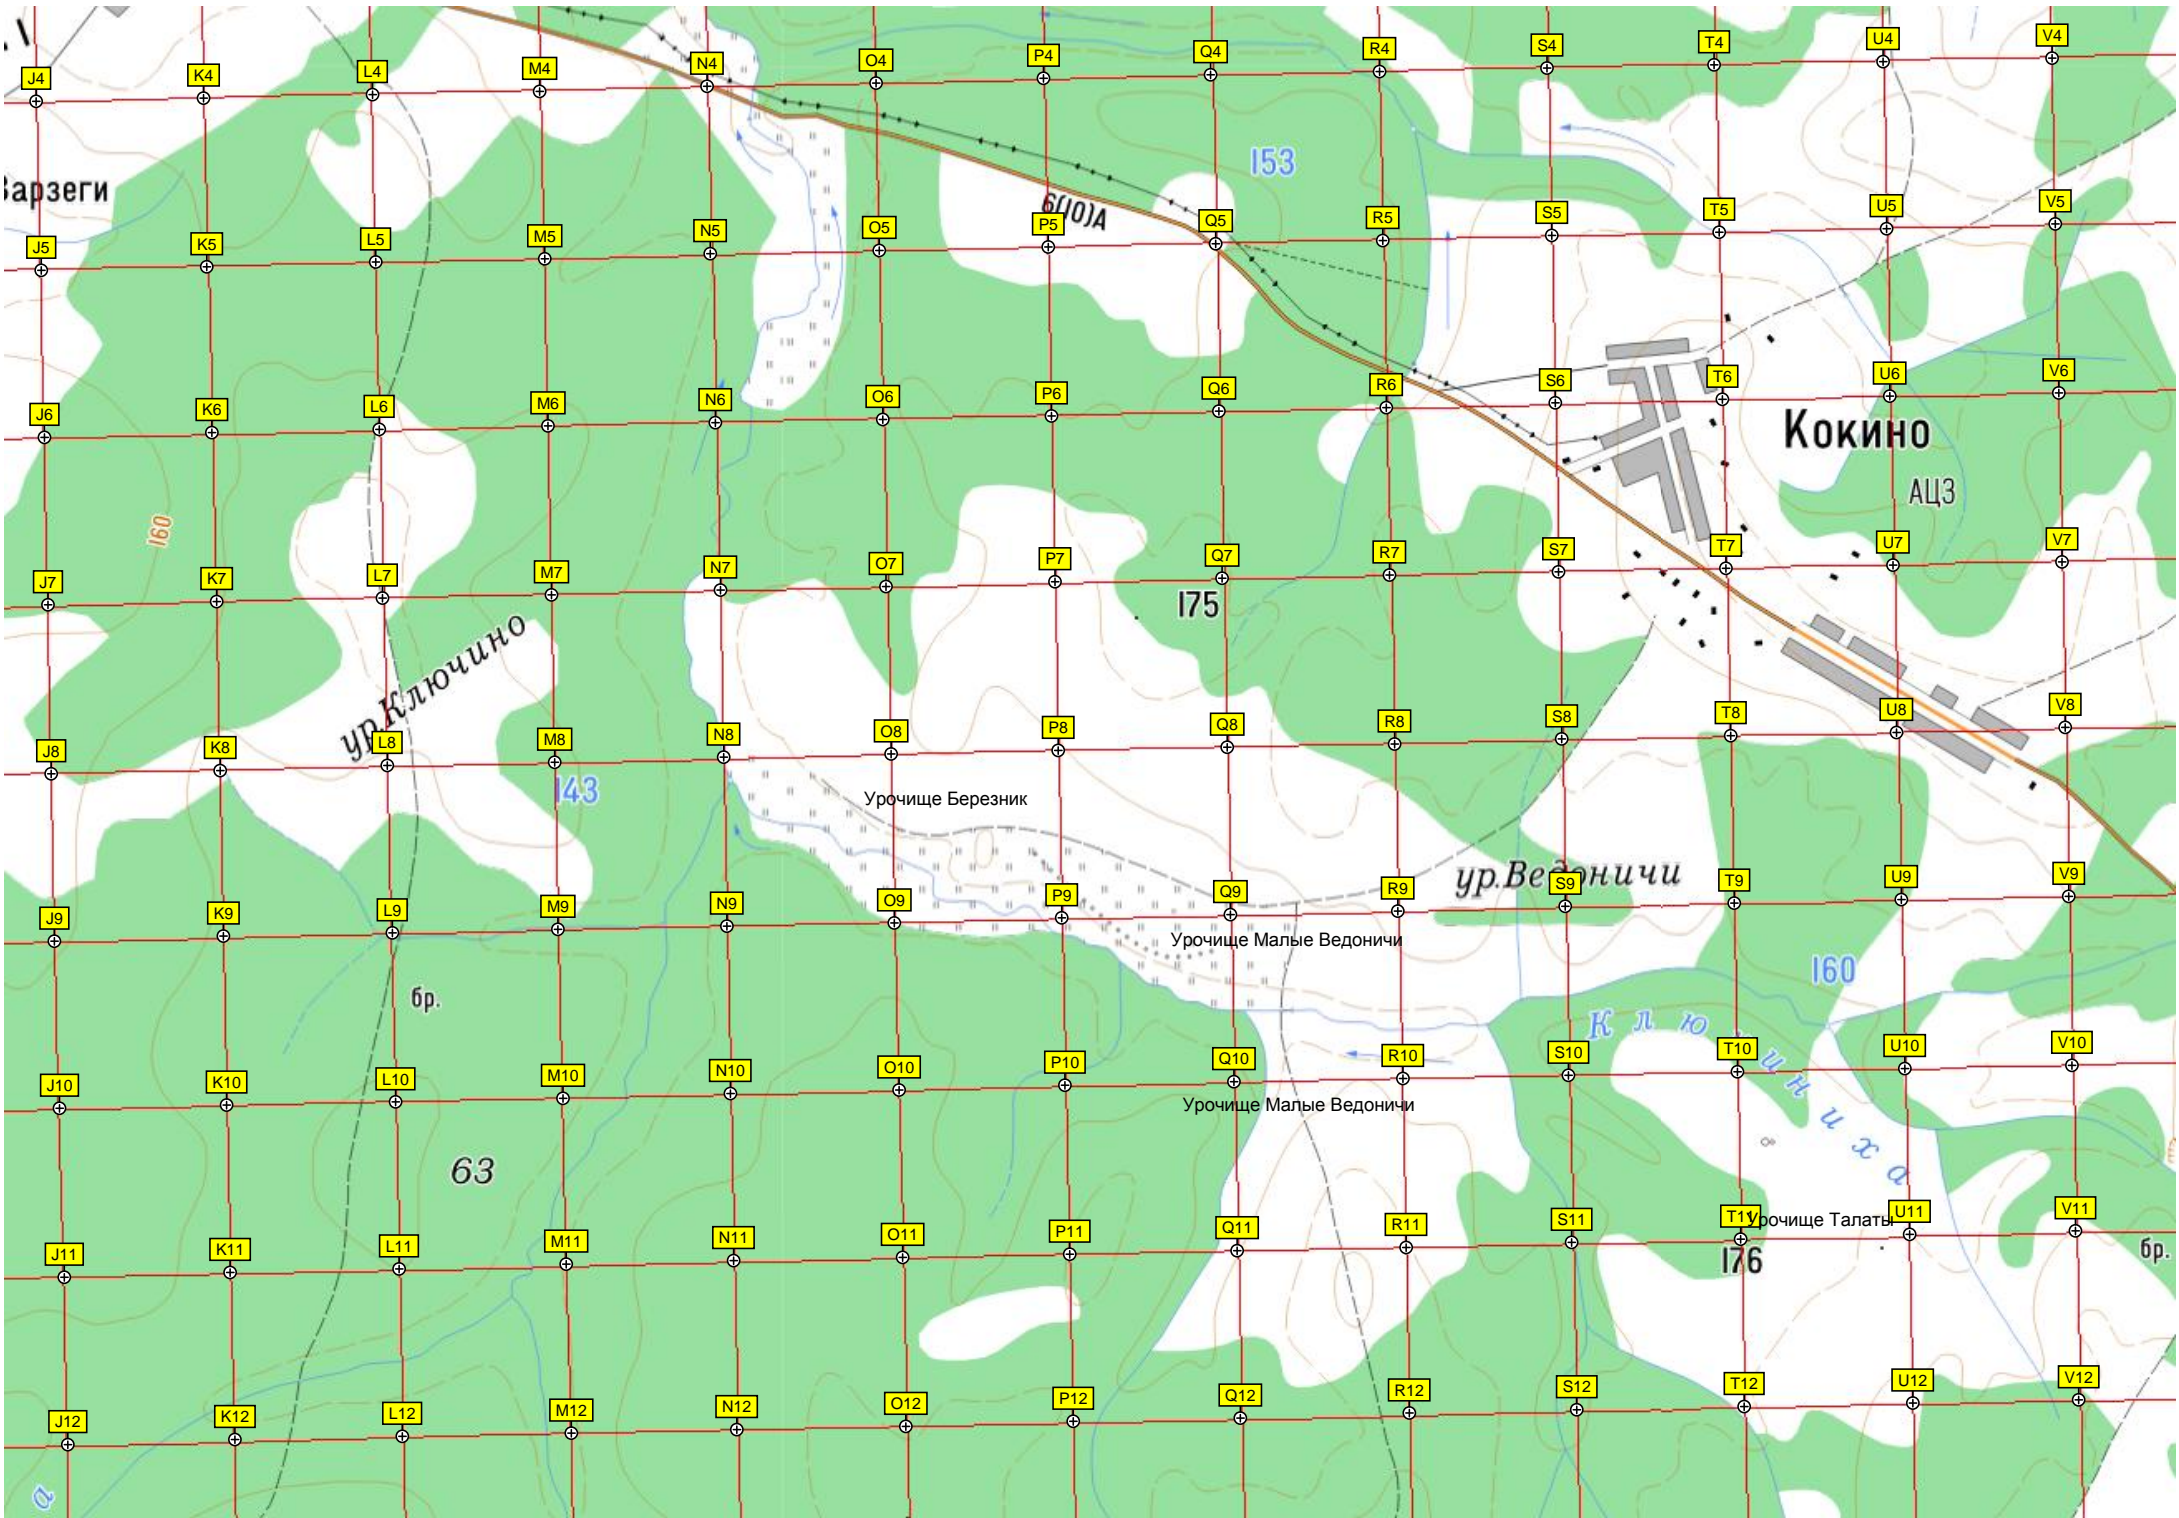 J4 K4 L4 M4 N4 O4 P4 Q4 R4 S4 T4 U4 V4
153
Варзеги
6(10)А
J5 K5 L5 M5 N5 O5 P5 Q5 R5 S5 T5 U5 V5
J6 K6 L6 M6 N6 O6 P6 Q6 R6 S6 T6 U6 V6
Кокино
АЦЗ
160
J7 K7 L7 M7 N7 O7 P7 Q7 R7 S7 T7 U7 V7
175
ур.Ключино
J8 K8 L8 M8 N8 O8 P8 Q8 R8 S8 T8 U8 V8
143
Урочище Березник
ур.Ведоничи
J9 K9 L9 M9 N9 O9 P9 Q9 R9 S9 T9 U9 V9
Урочище Малые Ведоничи
160
бр.
Ключиниха
J10 K10 L10 M10 N10 O10 P10 Q10 R10 S10 T10 U10 V10
Урочище Малые Ведоничи
63
J11 K11 L11 M11 N11 O11 P11 Q11 R11 S11 T11 U11 V11
Урочище Талаты
176
бр.
J12 K12 L12 M12 N12 O12 P12 Q12 R12 S12 T12 U12 V12
а